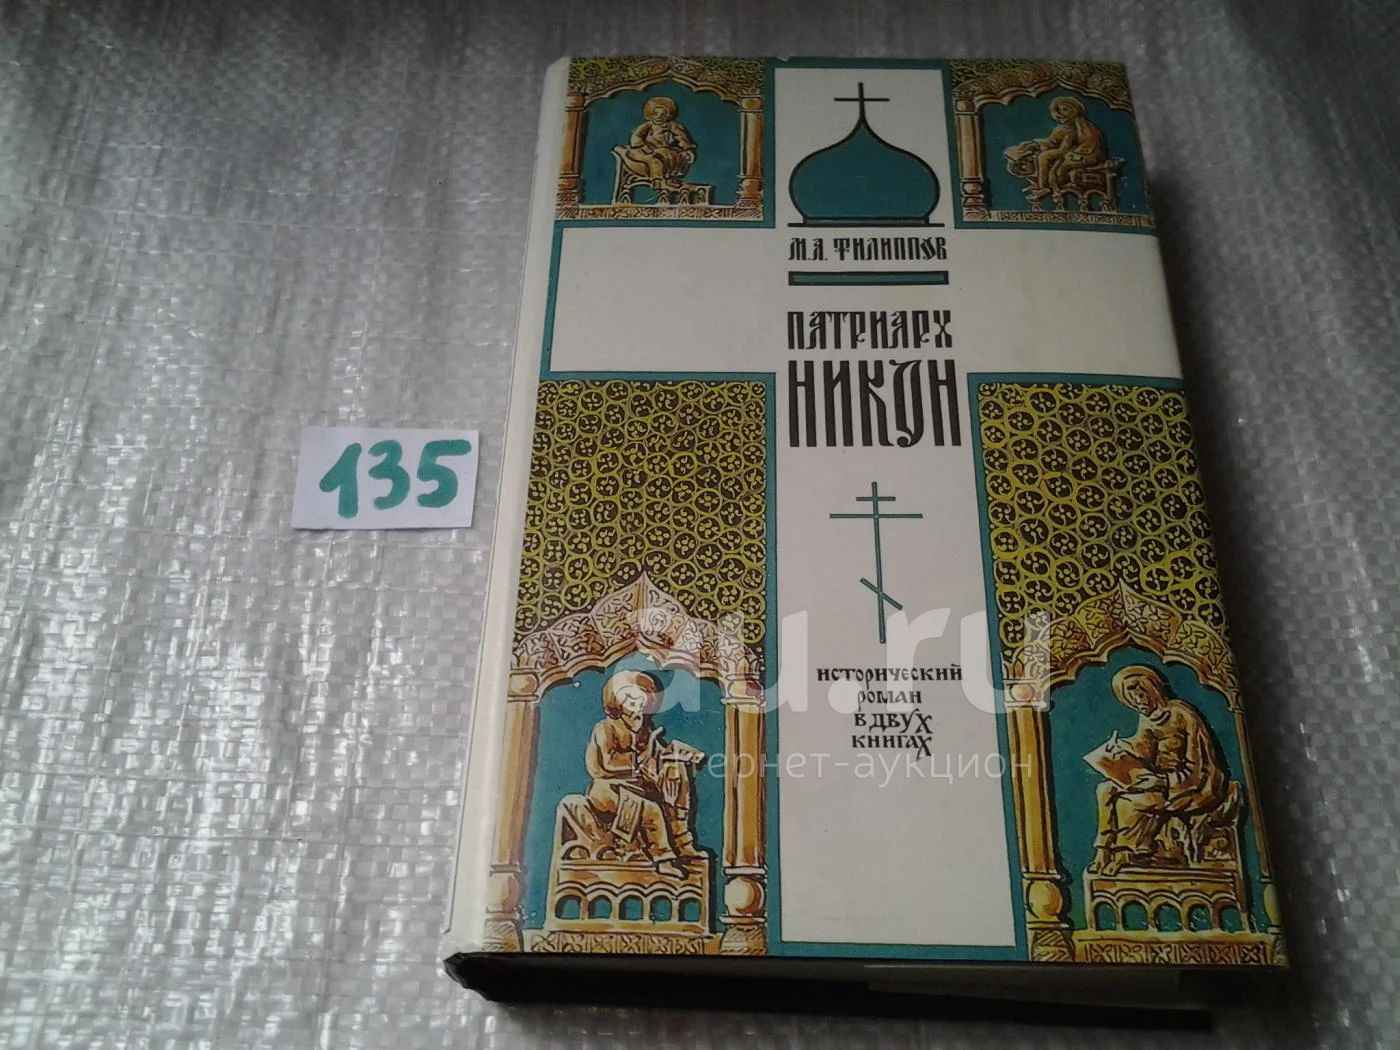 М.А. ФИЛИППОВ
ПАТРИАРХ
НИКОН
135
ИСТОРИЧЕСКИЙ
РОМАН
В ДВУХ
КНИГАХ
au.ru
интернет-аукцион